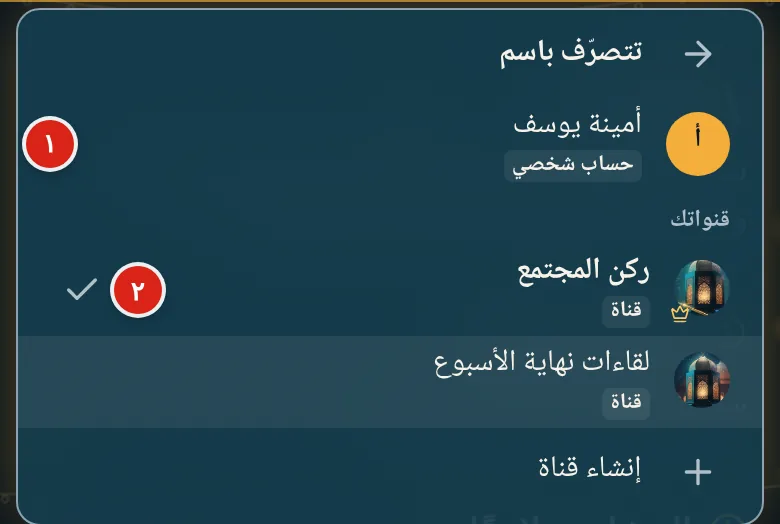 تتصرّف باسم
أ
أمينة يوسف
حساب شخصي
١
قنواتك
ركن المجتمع
قناة
٢
لقاءات نهاية الأسبوع
قناة
إنشاء قناة